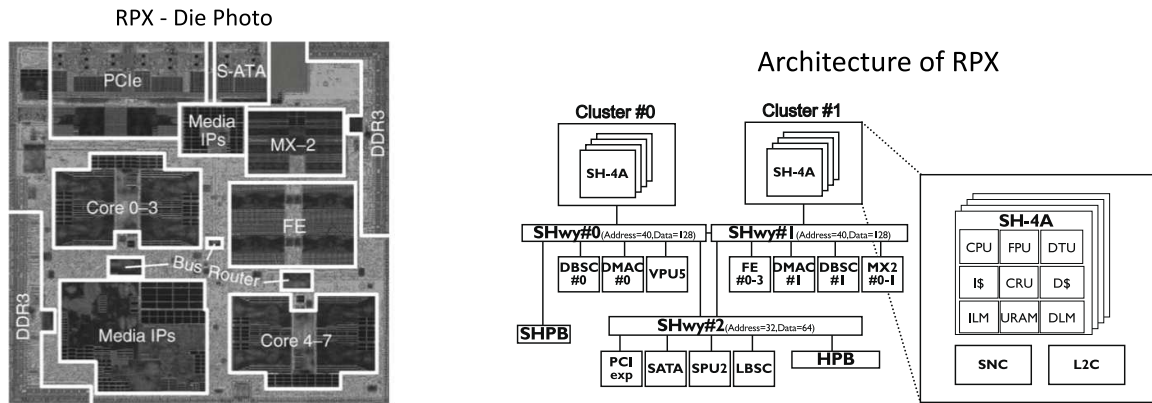 RPX - Die Photo
PCIe
S-ATA
Media
IPs
MX-2
DDR3
Core 0-3
FE
Bus Router
DDR3
Media IPs
Core 4-7
Architecture of RPX
Cluster #0
Cluster #1
SH-4A
SH-4A
SHwy#0(Address=40,Data=128)
SHwy#1(Address=40,Data=128)
DBSC
#0
DMAC
#0
VPU5
FE
#0-3
DMAC
#1
DBSC
#1
MX2
#0-1
SHPB
SHwy#2(Address=32,Data=64)
PCI
exp
SATA
SPU2
LBSC
HPB
SH-4A
CPU
FPU
DTU
I$
CRU
D$
ILM
URAM
DLM
SNC
L2C